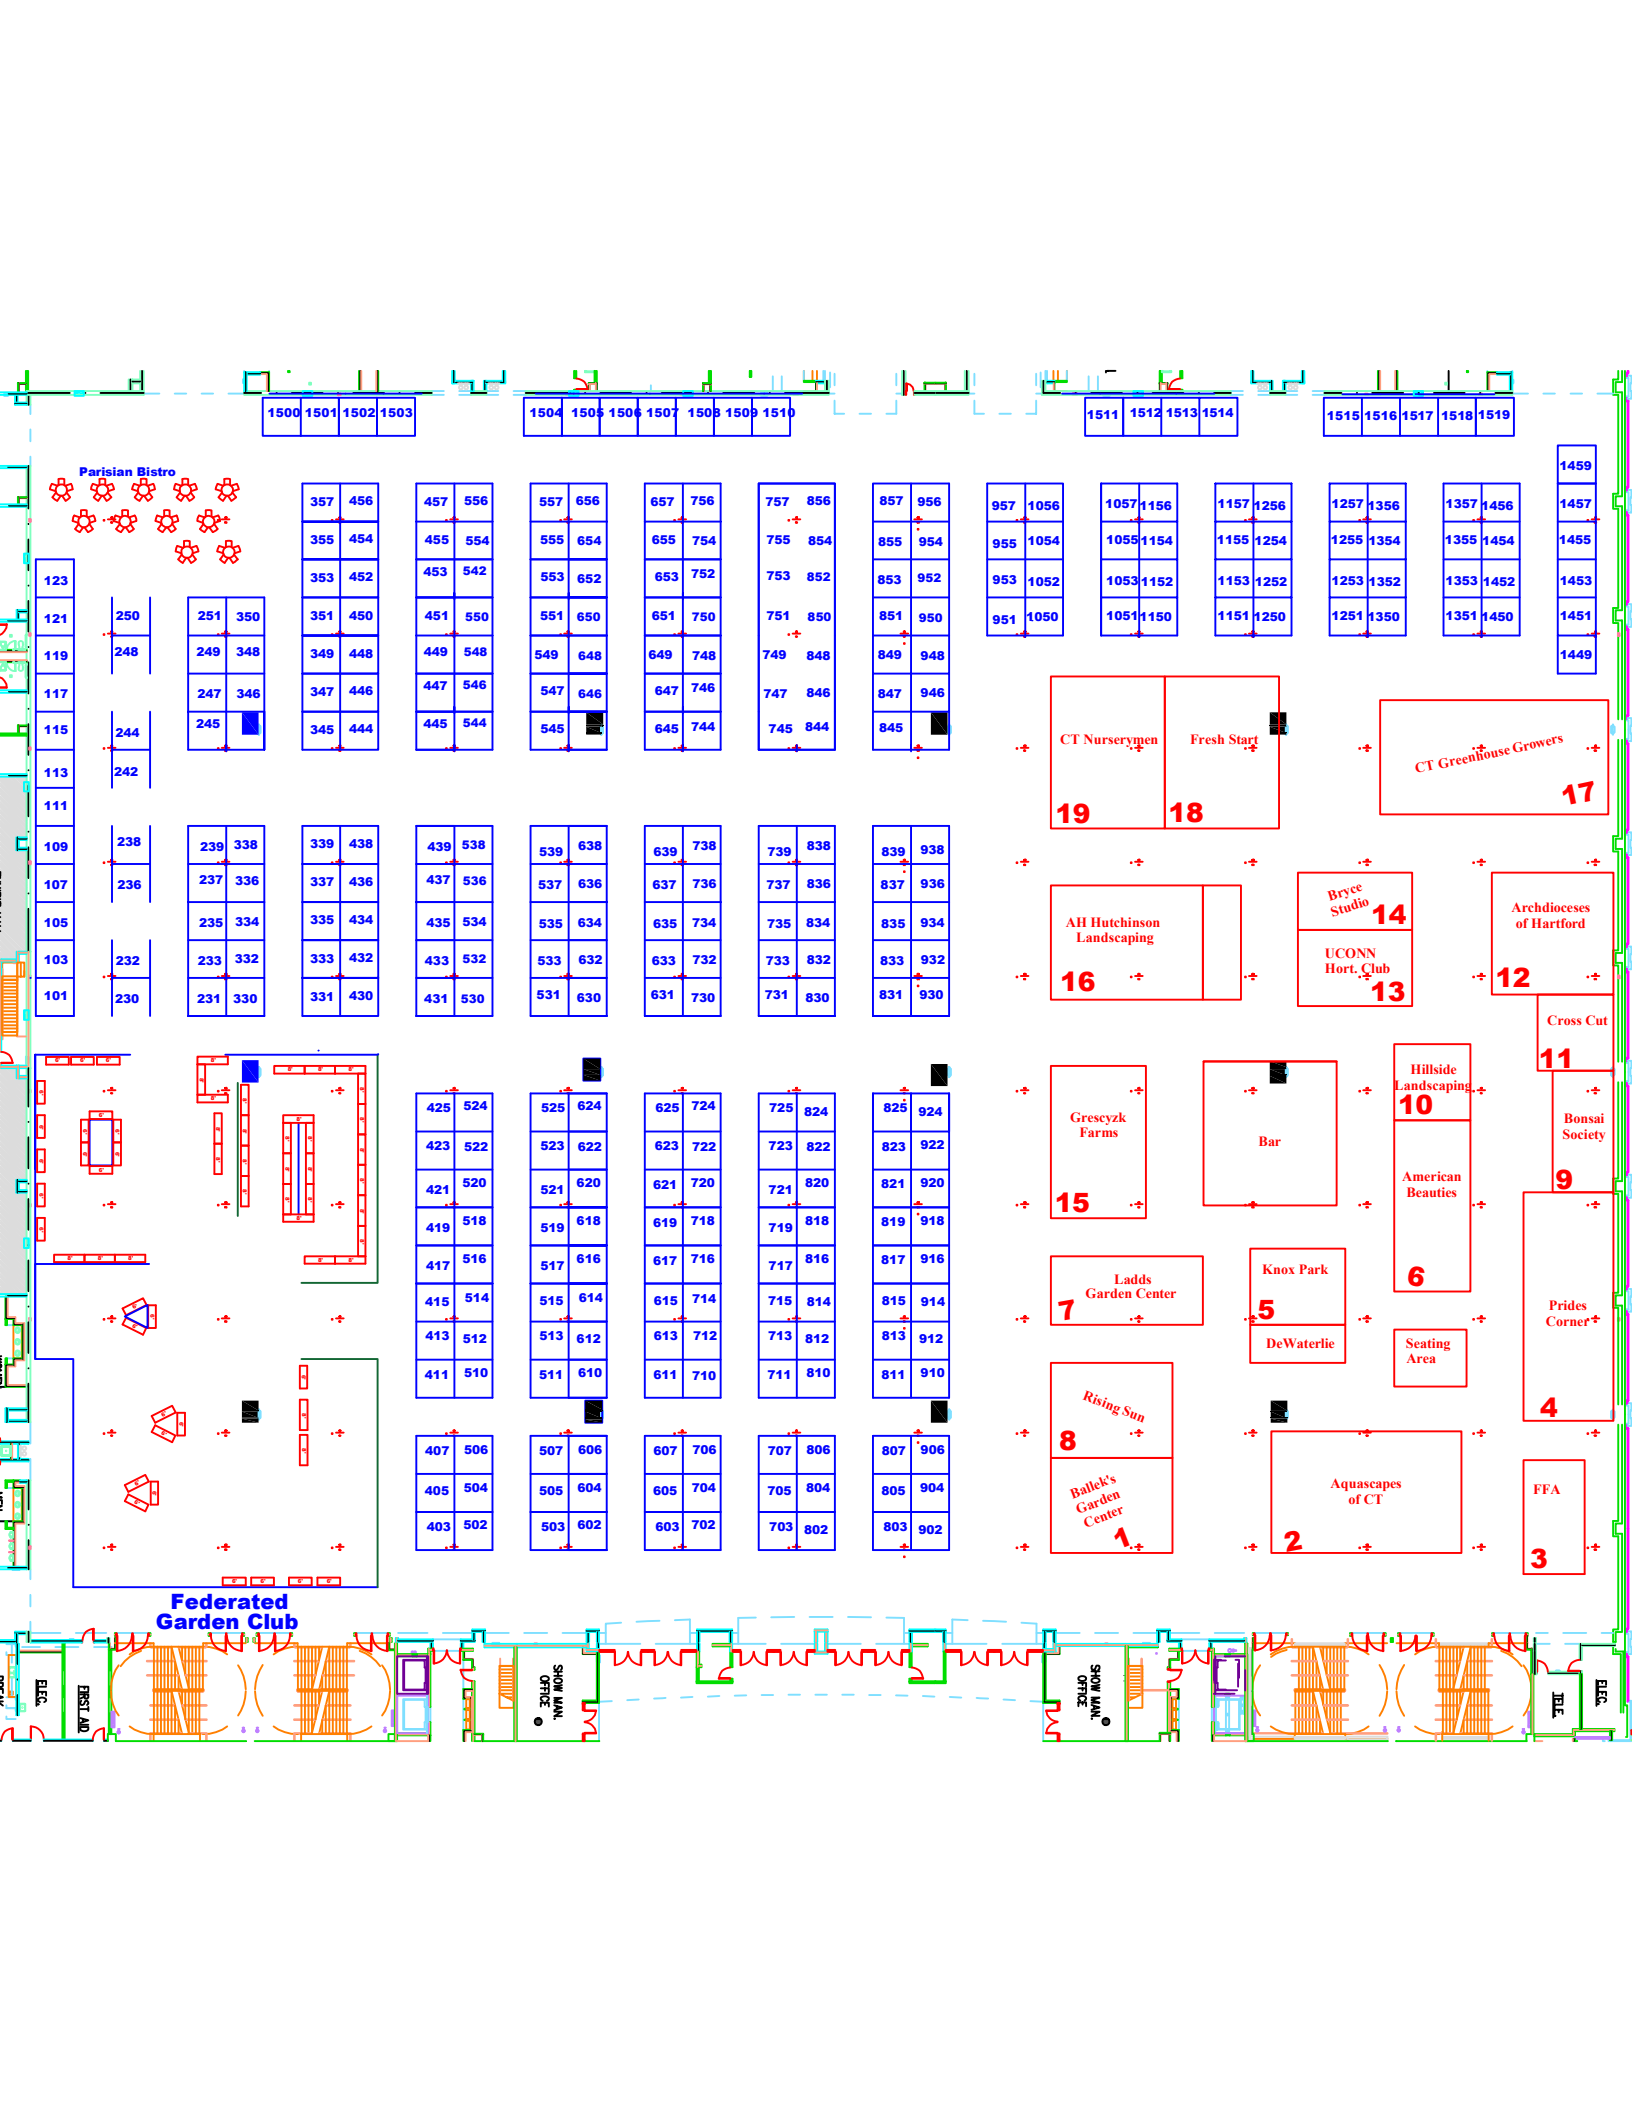 1500 1501 1502 1503 1504 1505 1506 1507 1508 1509 1510 1511 1512 1513 1514 1515 1516 1517 1518 1519
Parisian Bistro
1459
357 456 457 556 557 656 657 756 757 856 857 956 957 1056 1057 1156 1157 1256 1257 1356 1357 1456 1457
355 454 455 554 555 654 655 754 755 854 855 954 955 1054 1055 1154 1155 1254 1255 1354 1355 1454 1455
123 353 452 453 542 553 652 653 752 753 852 853 952 953 1052 1053 1152 1153 1252 1253 1352 1353 1452 1453
121 250 251 350 351 450 451 550 551 650 651 750 751 850 851 950 951 1050 1051 1150 1151 1250 1251 1350 1351 1450 1451
119 248 249 348 349 448 449 548 549 648 649 748 749 848 849 948 1449
117 247 346 347 446 447 546 547 646 647 746 747 846 847 946
115 244 245 345 444 445 544 545 645 744 745 844 845
113 242
111
CT Nurserymen
19
Fresh Start
18
CT Greenhouse Growers
17
109 238 239 338 339 438 439 538 539 638 639 738 739 838 839 938
107 236 237 336 337 436 437 536 537 636 637 736 737 836 837 936
105 235 334 335 434 435 534 535 634 635 734 735 834 835 934
103 232 233 332 333 432 433 532 533 632 633 732 733 832 833 932
101 230 231 330 331 430 431 530 531 630 631 730 731 830 831 930
AH Hutchinson
Landscaping
16
Bryce
Studio
14
UCONN
Hort. Club
13
Archdioceses
of Hartford
12
Cross Cut
11
Hillside
Landscaping
10
Bonsai
Society
9
425 524 525 624 625 724 725 824 825 924
423 522 523 622 623 722 723 822 823 922
421 520 521 620 621 720 721 820 821 920
419 518 519 618 619 718 719 818 819 918
417 516 517 616 617 716 717 816 817 916
415 514 515 614 615 714 715 814 815 914
413 512 513 612 613 712 713 812 813 912
411 510 511 610 611 710 711 810 811 910
Grescyzk
Farms
15
Bar
American
Beauties
6
Ladds
Garden Center
7
Knox Park
5
DeWaterlie
Seating
Area
Prides
Corner
4
407 506 507 606 607 706 707 806 807 906
405 504 505 604 605 704 705 804 805 904
403 502 503 602 603 702 703 802 803 902
Rising Sun
8
Ballek's
Garden
Center
1
Aquascapes
of CT
2
FFA
3
Federated
Garden Club
ELEC.
FIRST AID
SHOW MAN.
OFFICE
SHOW MAN.
OFFICE
TELE.
ELEC.